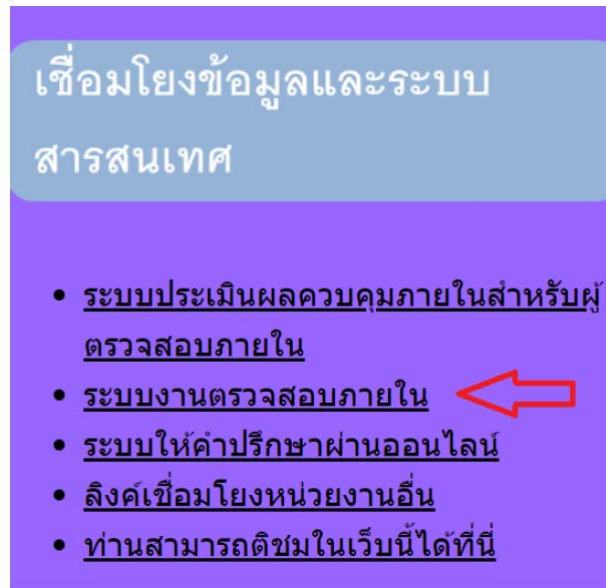 เชื่อมโยงข้อมูลและระบบ
สารสนเทศ
ระบบประเมินผลควบคุมภายในสำหรับผู้
ตรวจสอบภายใน
ระบบงานตรวจสอบภายใน
ระบบให้คำปรึกษาผ่านออนไลน์
ลิงค์เชื่อมโยงหน่วยงานอื่น
ท่านสามารถติชมในเว็บนี้ได้ที่นี่